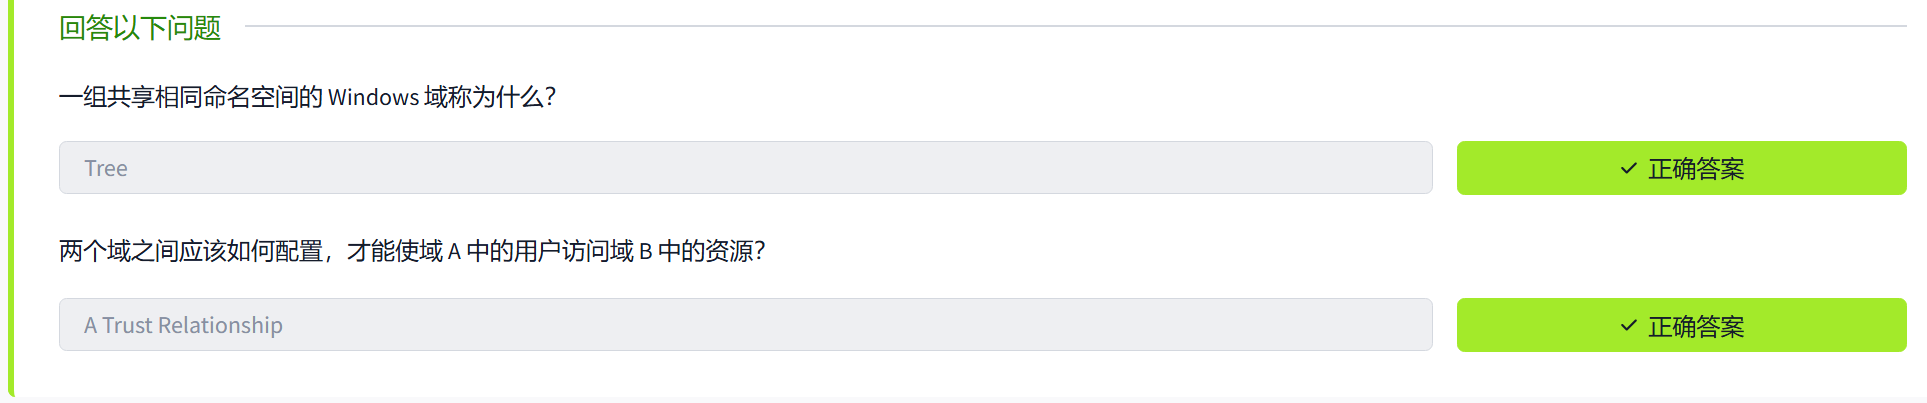 回答以下问题
一组共享相同命名空间的 Windows 域称为什么？
Tree
✓ 正确答案
两个域之间应该如何配置，才能使域 A 中的用户访问域 B 中的资源？
A Trust Relationship
✓ 正确答案